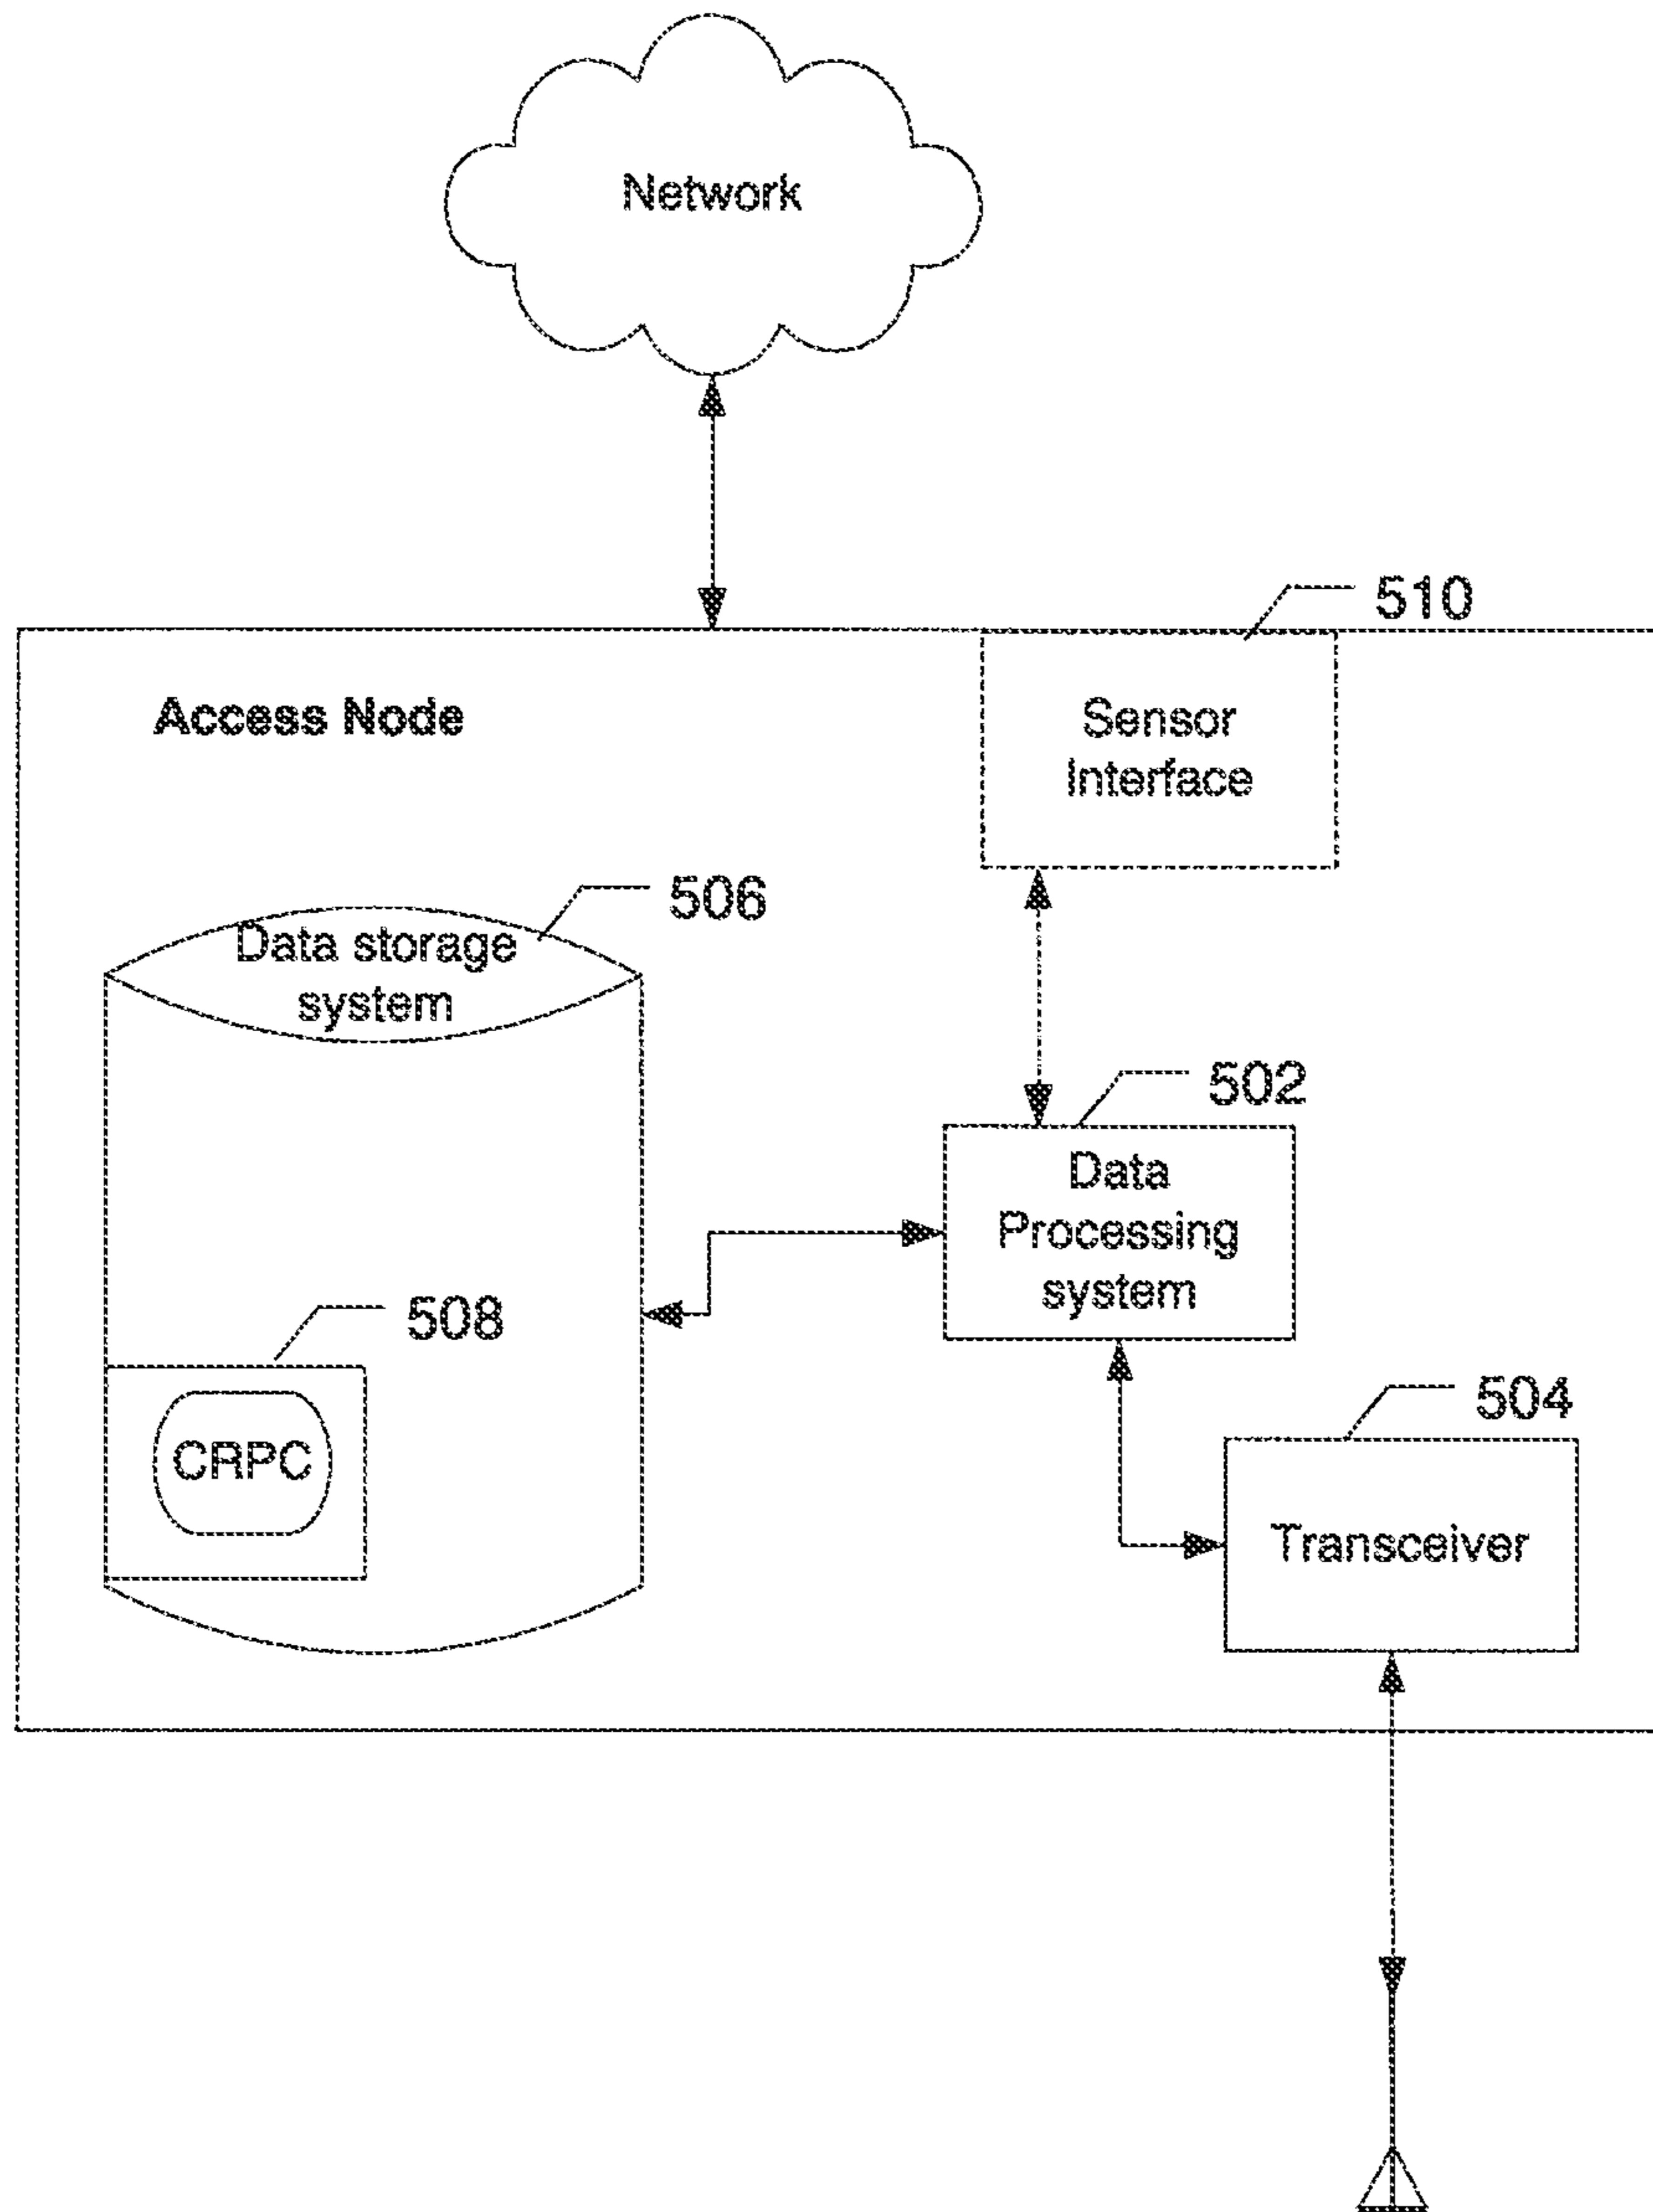 Network
510
Access Node
Sensor
Interface
506
Data storage
system
502
Data
Processing
system
508
CRPC
504
Transceiver